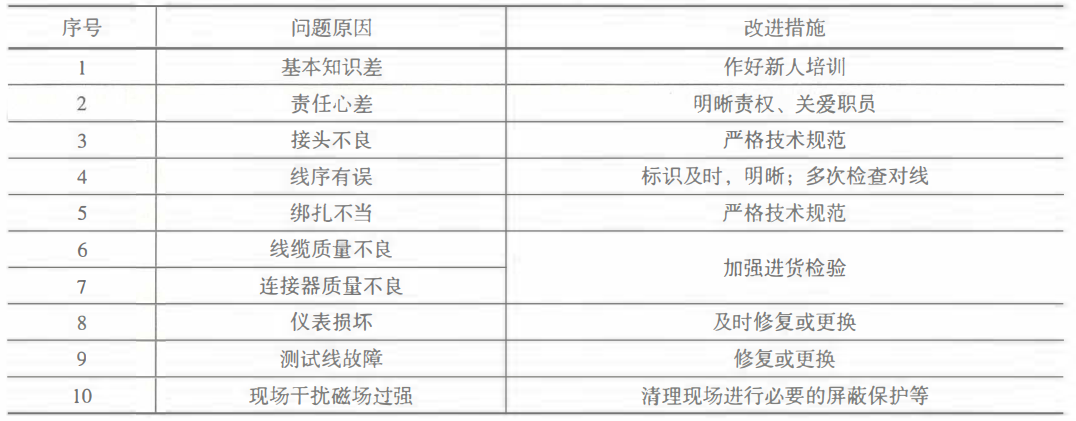 序号 问题原因 改进措施
1 基本知识差 作好新人培训
2 责任心差 明晰责权、关爱职员
3 接头不良 严格技术规范
4 线序有误 标识及时，明晰；多次检查对线
5 绑扎不当 严格技术规范
6 线缆质量不良
加强进货检验
7 连接器质量不良
8 仪表损坏 及时修复或更换
9 测试线故障 修复或更换
10 现场干扰磁场过强 清理现场进行必要的屏蔽保护等